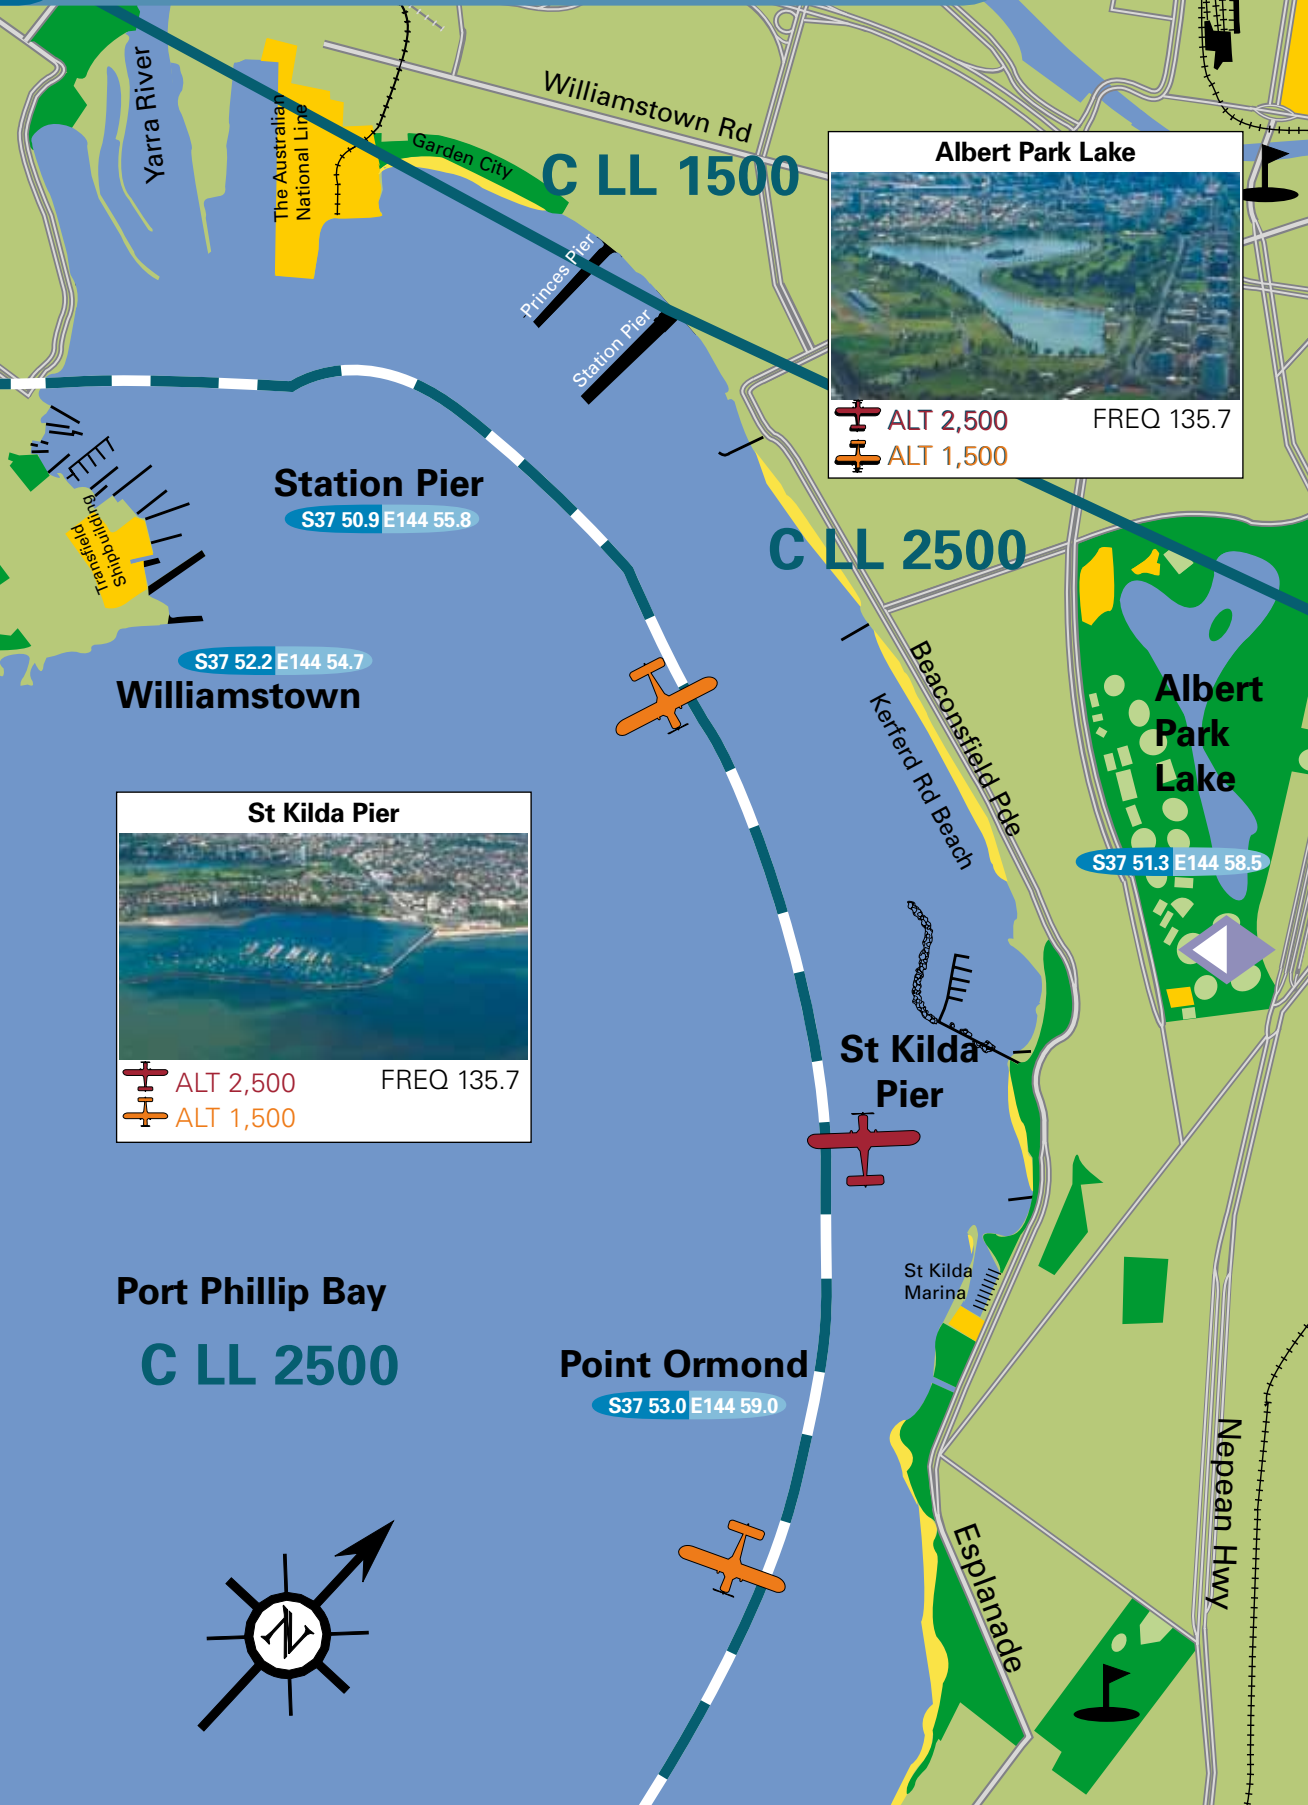 Yarra River
The Australian
National Line
Garden City
Williamstown Rd
C LL 1500
Albert Park Lake
ALT 2,500
FREQ 135.7
ALT 1,500
Princes Pier
Station Pier
Station Pier
S37 50.9 E144 55.8
C LL 2500
Transfield
Shipbuilding
S37 52.2 E144 54.7
Williamstown
Beaconsfield Pde
Kerferd Rd Beach
Albert
Park
Lake
S37 51.3 E144 58.5
St Kilda Pier
ALT 2,500
FREQ 135.7
ALT 1,500
St Kilda
Pier
St Kilda
Marina
Port Phillip Bay
C LL 2500
Point Ormond
S37 53.0 E144 59.0
Nepean Hwy
Esplanade
N